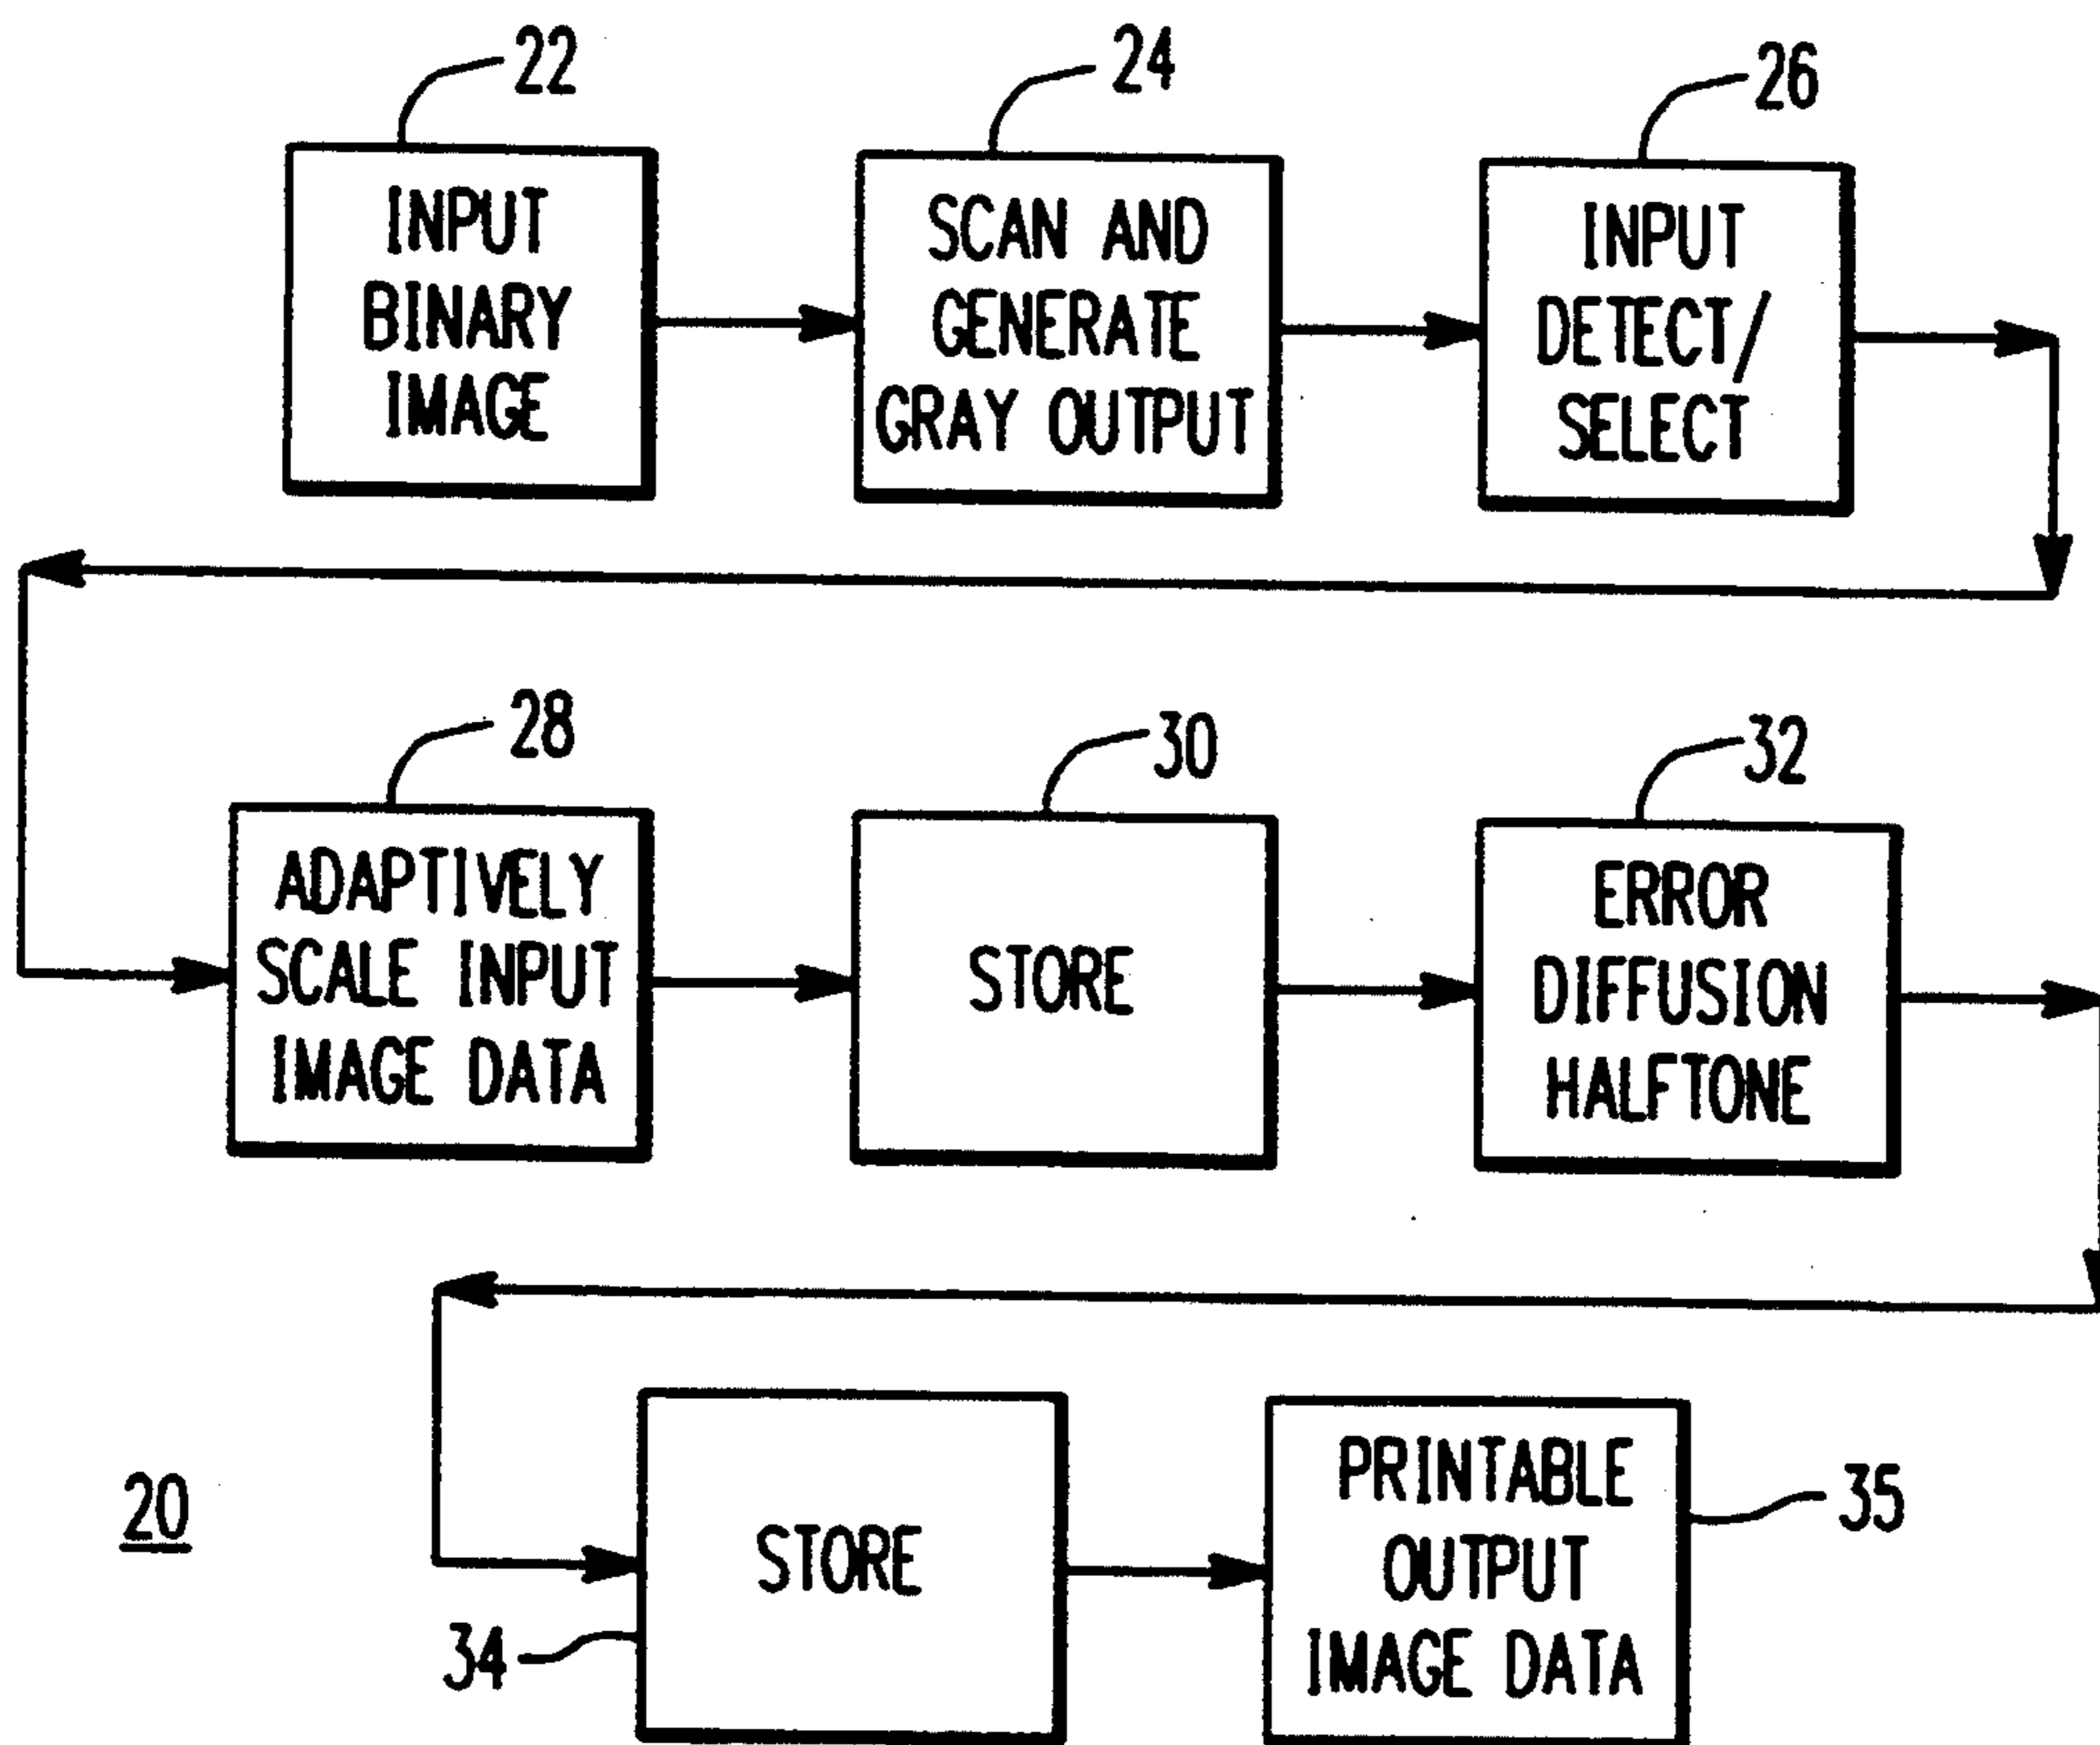 22
24
26
INPUT
BINARY
IMAGE
SCAN AND
GENERATE
GRAY OUTPUT
INPUT
DETECT/
SELECT
28
30
32
ADAPTIVELY
SCALE INPUT
IMAGE DATA
STORE
ERROR
DIFFUSION
HALFTONE
20
34
STORE
PRINTABLE
OUTPUT
IMAGE DATA
35